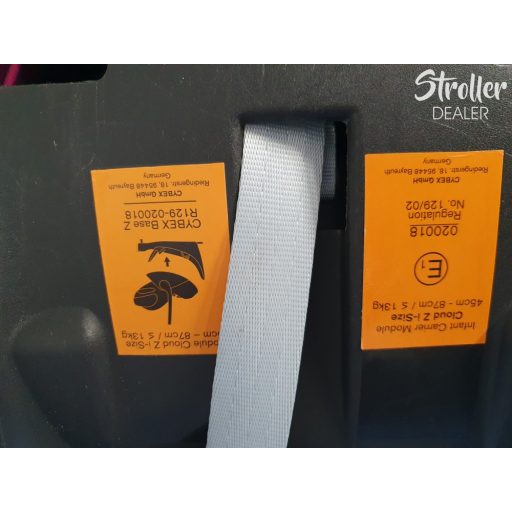 Stroller
DEALER
Infant Carrier Module
Cloud Z i-Size
45cm - 87cm / ≤ 13kg
E1
020018
Regulation
No. 129/02
CYBEX GmbH
Riedingerstr. 18, 95448 Bayreuth
Germany
Module Cloud Z i-Size
87cm / ≤ 13kg
CYBEX Base Z
R129-020018
CYBEX GmbH
Riedingerstr. 18, 95448 Bayreuth
Germany